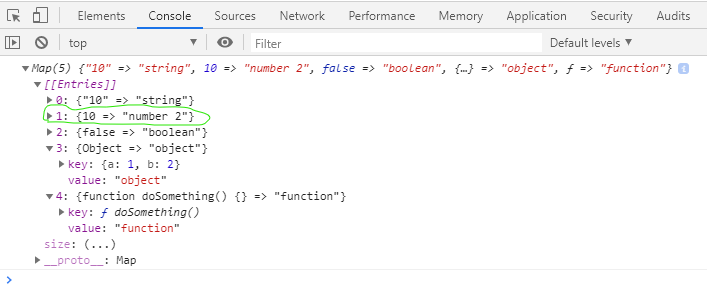 Elements Console Sources Network Performance Memory Application Security Audits
top Filter Default levels
Map(5) {"10" => "string", 10 => "number 2", false => "boolean", {…} => "object", ƒ => "function"} i
[[Entries]]
0: {"10" => "string"}
1: {10 => "number 2"}
2: {false => "boolean"}
3: {Object => "object"}
key: {a: 1, b: 2}
value: "object"
4: {function doSomething() {} => "function"}
key: ƒ doSomething()
value: "function"
size: (...)
__proto__: Map